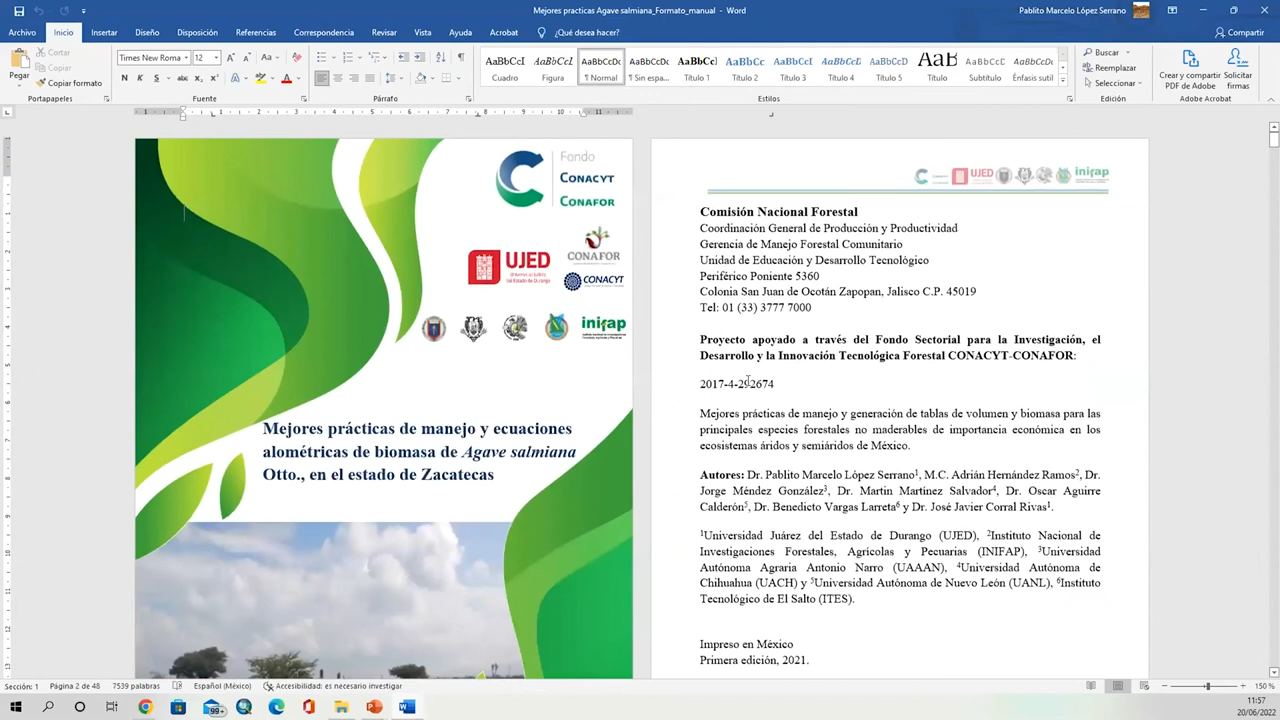 Mejores practicas Agave salmiana_Formato_manual - Word
Pablito Marcelo López Serrano
Archivo Inicio Insertar Diseño Disposición Referencias Correspondencia Revisar Vista Ayuda Acrobat ¿Qué desea hacer? Compartir
Pegar
Cortar
Copiar
Copiar formato
Portapapeles
Times New Roma 12
Fuente
Párrafo
AaBbCcI AaBbCcI AaBbCcDc AaBbCcDc AaBbCc AaBbCc AaBbCcI AaBbCcI AaBbCcI AaB AaBbCcD AaBbCcDc
Cuadro Figura ¶ Normal ¶ Sin espa... Título 1 Título 2 Título 3 Título 4 Título 5 Título Subtítulo Énfasis sutil
Estilos
Buscar
Reemplazar
Seleccionar
Edición
Crear y compartir PDF de Adobe
Solicitar firmas
Adobe Acrobat
Fondo
CONACYT
CONAFOR
UJED
CONAFOR
CONACYT
inifap
Mejores prácticas de manejo y ecuaciones
alométricas de biomasa de Agave salmiana
Otto., en el estado de Zacatecas
UJED inifap
Comisión Nacional Forestal
Coordinación General de Producción y Productividad
Gerencia de Manejo Forestal Comunitario
Unidad de Educación y Desarrollo Tecnológico
Periférico Poniente 5360
Colonia San Juan de Ocotán Zapopan, Jalisco C.P. 45019
Tel: 01 (33) 3777 7000
Proyecto apoyado a través del Fondo Sectorial para la Investigación, el
Desarrollo y la Innovación Tecnológica Forestal CONACYT-CONAFOR:
2017-4-292674
Mejores prácticas de manejo y generación de tablas de volumen y biomasa para las
principales especies forestales no maderables de importancia económica en los
ecosistemas áridos y semiáridos de México.
Autores: Dr. Pablito Marcelo López Serrano¹, M.C. Adrián Hernández Ramos², Dr.
Jorge Méndez González³, Dr. Martin Martínez Salvador⁴, Dr. Oscar Aguirre
Calderón⁵, Dr. Benedicto Vargas Larreta⁶ y Dr. José Javier Corral Rivas¹.
¹Universidad Juárez del Estado de Durango (UJED), ²Instituto Nacional de
Investigaciones Forestales, Agrícolas y Pecuarias (INIFAP), ³Universidad
Autónoma Agraria Antonio Narro (UAAAN), ⁴Universidad Autónoma de
Chihuahua (UACH) y ⁵Universidad Autónoma de Nuevo León (UANL), ⁶Instituto
Tecnológico de El Salto (ITES).
Impreso en México
Primera edición, 2021.
Sección: 1 Página 2 de 48 7539 palabras Español (México) Accesibilidad: es necesario investigar 150 %
99+
11:57
20/06/2022